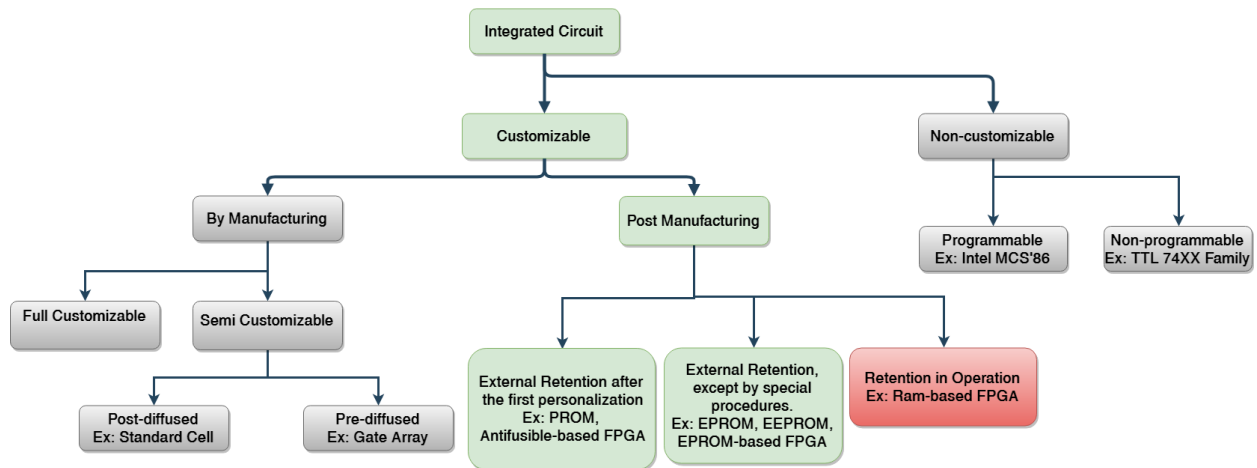 Integrated Circuit
Customizable
Non-customizable
By Manufacturing
Post Manufacturing
Programmable
Ex: Intel MCS'86
Non-programmable
Ex: TTL 74XX Family
Full Customizable
Semi Customizable
External Retention after
the first personalization
Ex: PROM,
Antifusible-based FPGA
External Retention,
except by special
procedures.
Ex: EPROM, EEPROM,
EPROM-based FPGA
Retention in Operation
Ex: Ram-based FPGA
Post-diffused
Ex: Standard Cell
Pre-diffused
Ex: Gate Array